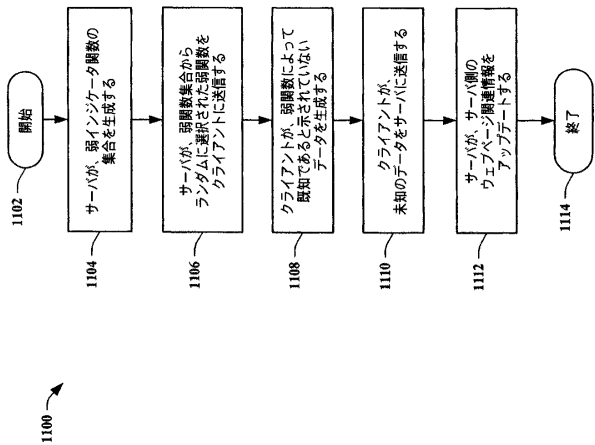 1100
1102
開始
1104
サーバが、弱インジケータ関数の
集合を生成する
1106
サーバが、弱関数集合から
ランダムに選択された弱関数を
クライアントに送信する
1108
クライアントが、弱関数によって
既知であると示されていない
データを生成する
1110
クライアントが、
未知のデータをサーバに送信する
1112
サーバが、サーバ側の
ウェブページ関連情報を
アップデートする
1114
終了